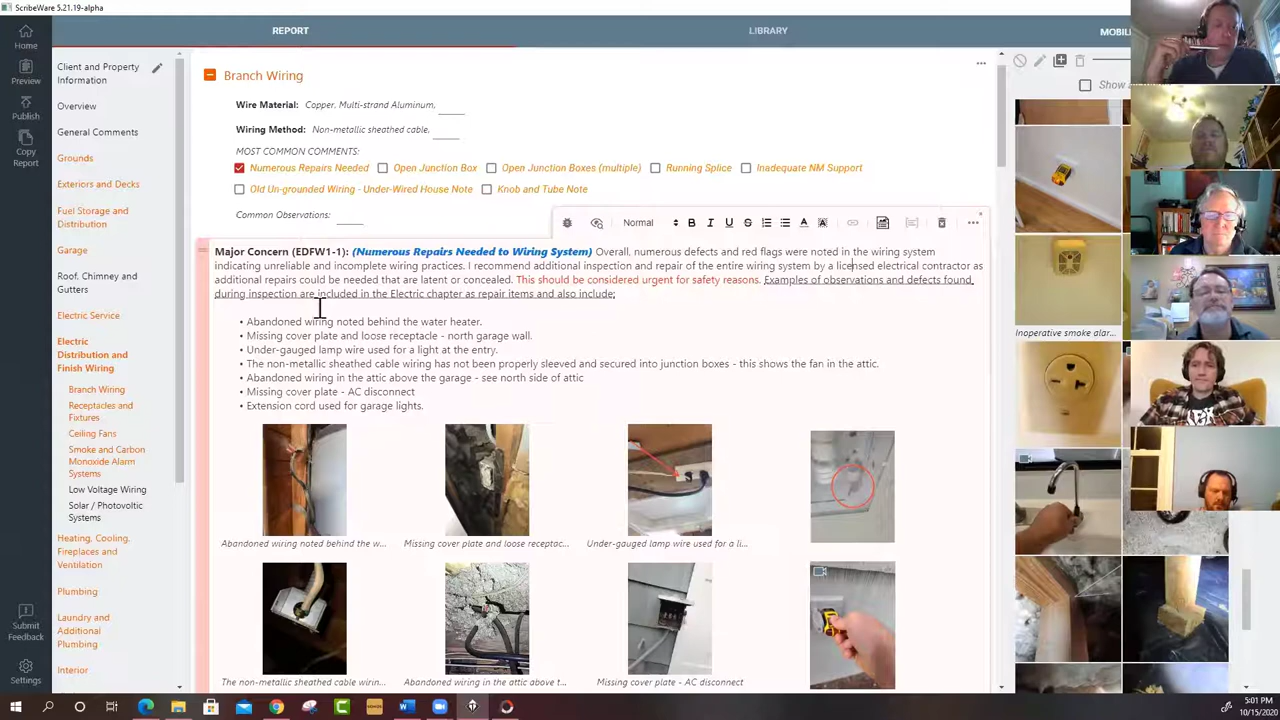 ScribeWare 5.21.19-alpha
REPORT
LIBRARY
MOBIL
Home
Preview
Publish
Copy
Report
Submit
Feedback
Settings
Client and Property
Information
Overview
General Comments
Grounds
Exteriors and Decks
Fuel Storage and
Distribution
Garage
Roof, Chimney and
Gutters
Electric Service
Electric
Distribution and
Finish Wiring
Branch Wiring
Receptacles and
Fixtures
Ceiling Fans
Smoke and Carbon
Monoxide Alarm
Systems
Low Voltage Wiring
Solar / Photovoltic
Systems
Heating, Cooling,
Fireplaces and
Ventilation
Plumbing
Laundry and
Additional
Plumbing
Interior
Branch Wiring
Wire Material: Copper, Multi-strand Aluminum,
Wiring Method: Non-metallic sheathed cable,
MOST COMMON COMMENTS:
Numerous Repairs Needed Open Junction Box Open Junction Boxes (multiple) Running Splice Inadequate NM Support
Old Un-grounded Wiring - Under-Wired House Note Knob and Tube Note
Common Observations:
Normal
Major Concern (EDFW1-1): (Numerous Repairs Needed to Wiring System) Overall, numerous defects and red flags were noted in the wiring system
indicating unreliable and incomplete wiring practices. I recommend additional inspection and repair of the entire wiring system by a licensed electrical contractor as
additional repairs could be needed that are latent or concealed. This should be considered urgent for safety reasons. Examples of observations and defects found
during inspection are included in the Electric chapter as repair items and also include;
• Abandoned wiring noted behind the water heater.
• Missing cover plate and loose receptacle - north garage wall.
• Under-gauged lamp wire used for a light at the entry.
• The non-metallic sheathed cable wiring has not been properly sleeved and secured into junction boxes - this shows the fan in the attic.
• Abandoned wiring in the attic above the garage - see north side of attic
• Missing cover plate - AC disconnect
• Extension cord used for garage lights.
Abandoned wiring noted behind the w...
Missing cover plate and loose receptac...
Under-gauged lamp wire used for a li...
The non-metallic sheathed cable wirin...
Abandoned wiring in the attic above t...
Missing cover plate - AC disconnect
Inoperative smoke alar...
5:01 PM
10/15/2020